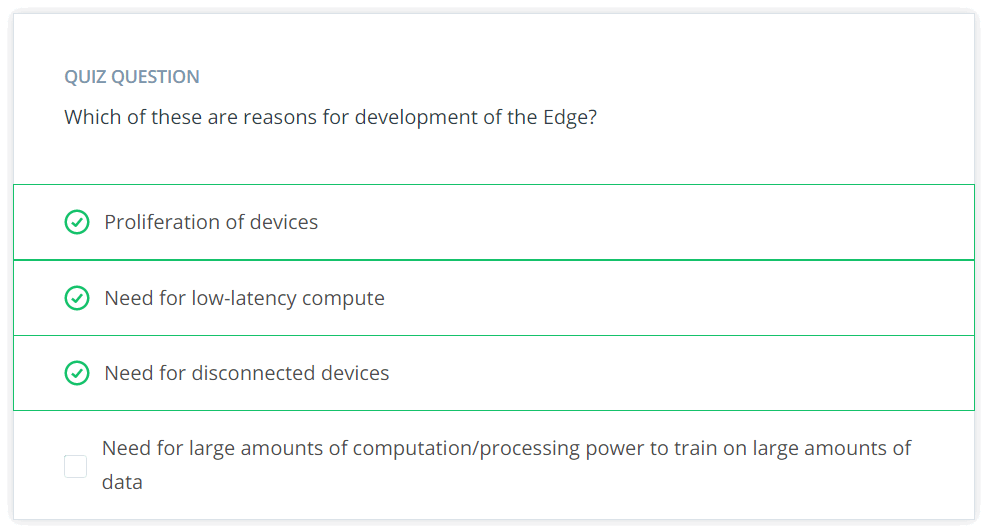 QUIZ QUESTION
Which of these are reasons for development of the Edge?
Proliferation of devices
Need for low-latency compute
Need for disconnected devices
Need for large amounts of computation/processing power to train on large amounts of
data